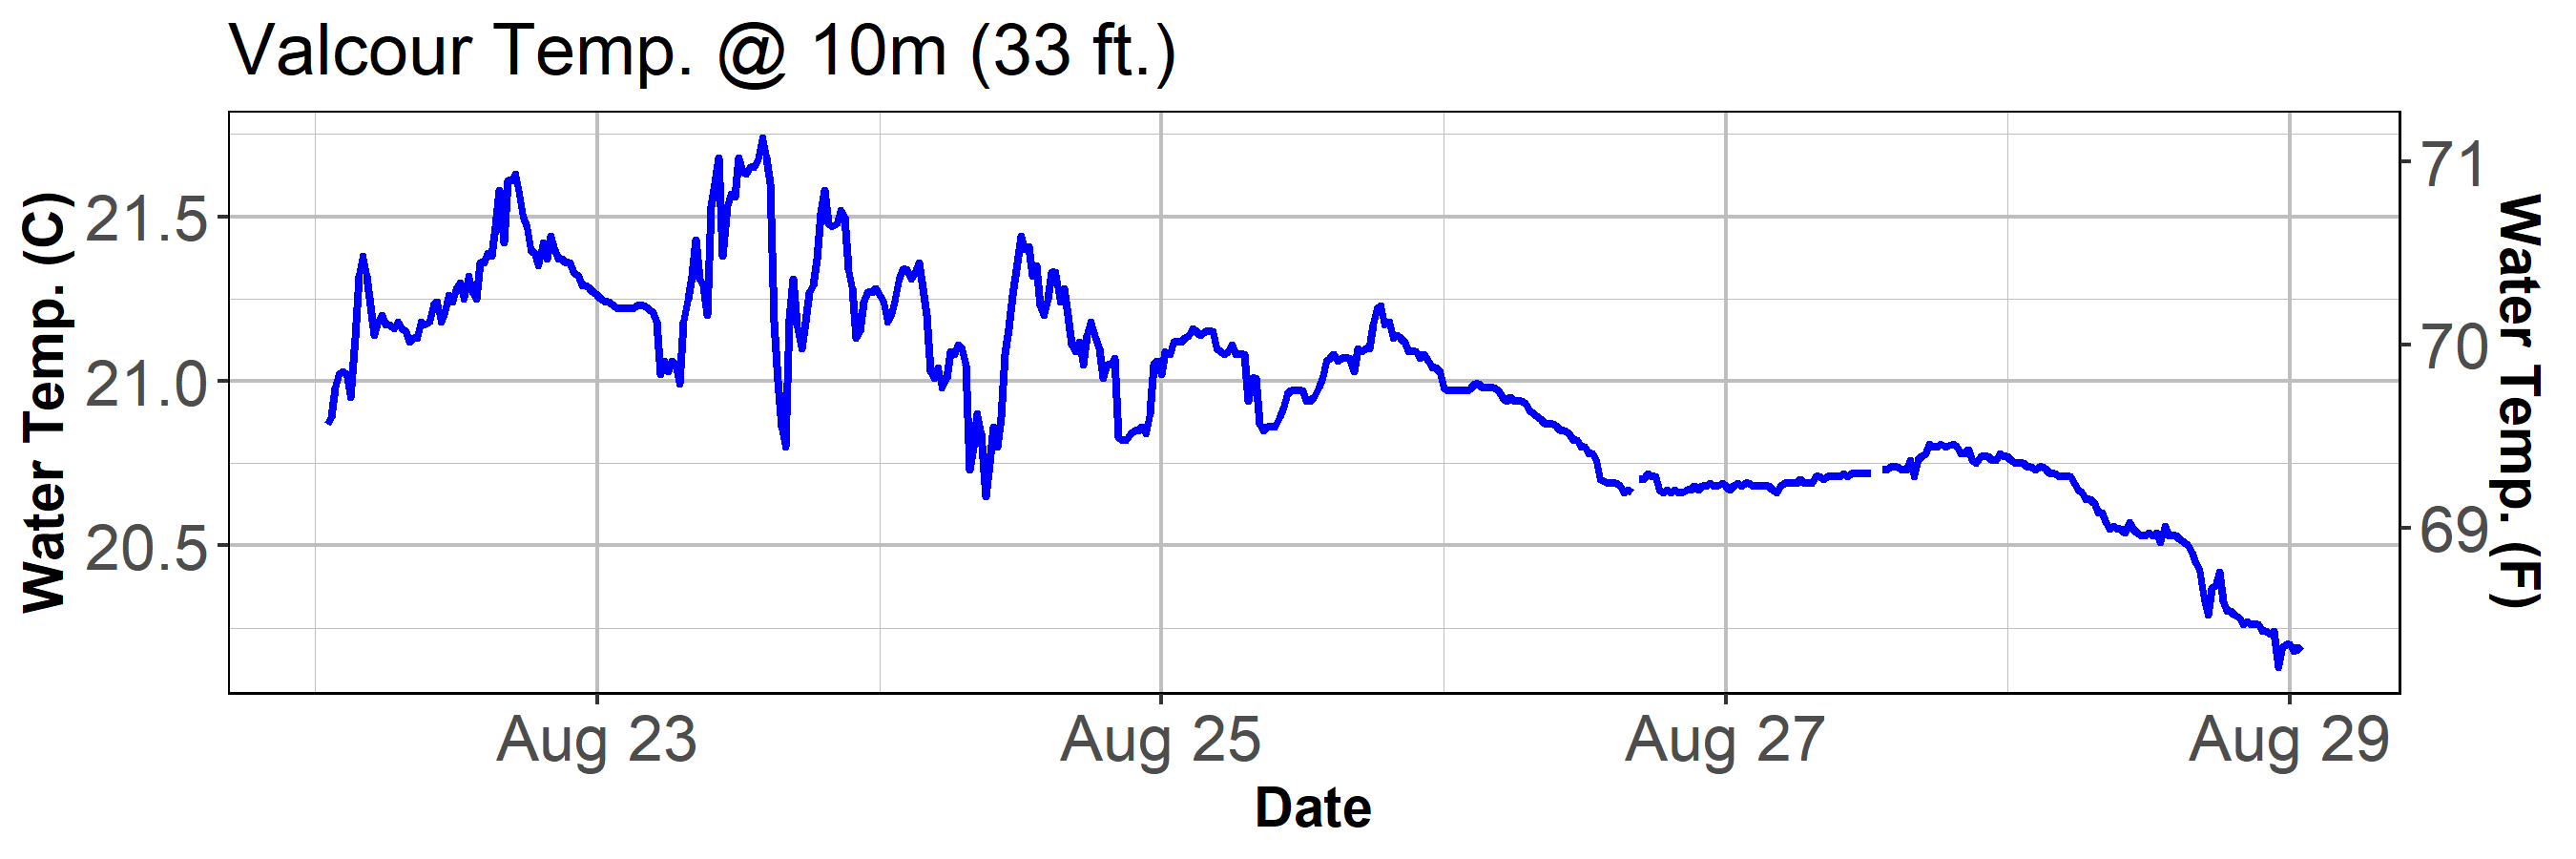 Valcour Temp. @ 10m (33 ft.)
Water Temp. (C)
21.5
21.0
20.5
71
70
69
Water Temp. (F)
Aug 23
Aug 25
Aug 27
Aug 29
Date